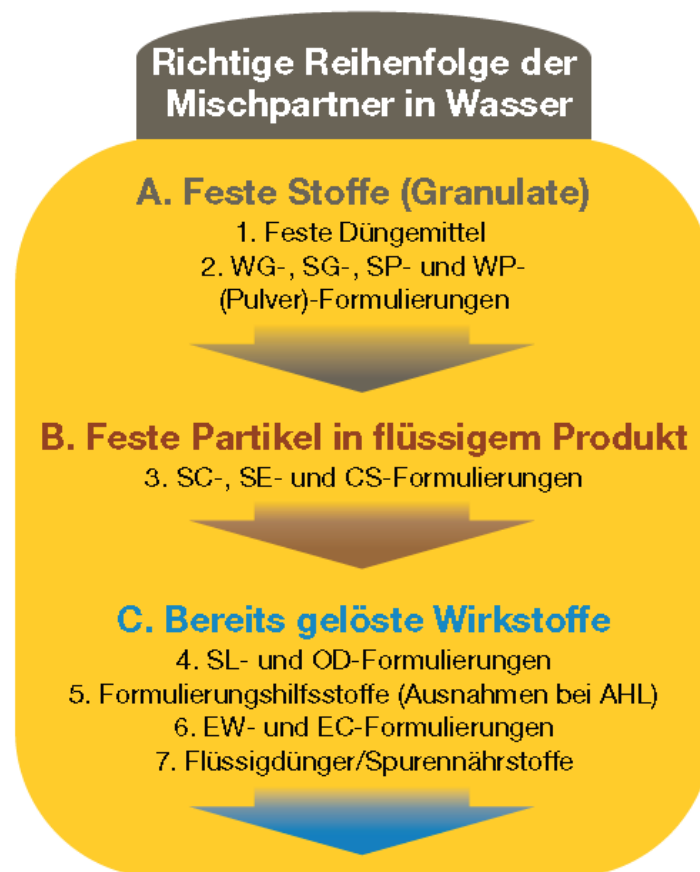 Richtige Reihenfolge der
Mischpartner in Wasser
A. Feste Stoffe (Granulate)
1. Feste Düngemittel
2. WG-, SG-, SP- und WP-
(Pulver)-Formulierungen
B. Feste Partikel in flüssigem Produkt
3. SC-, SE- und CS-Formulierungen
C. Bereits gelöste Wirkstoffe
4. SL- und OD-Formulierungen
5. Formulierungshilfsstoffe (Ausnahmen bei AHL)
6. EW- und EC-Formulierungen
7. Flüssigdünger/Spurennährstoffe